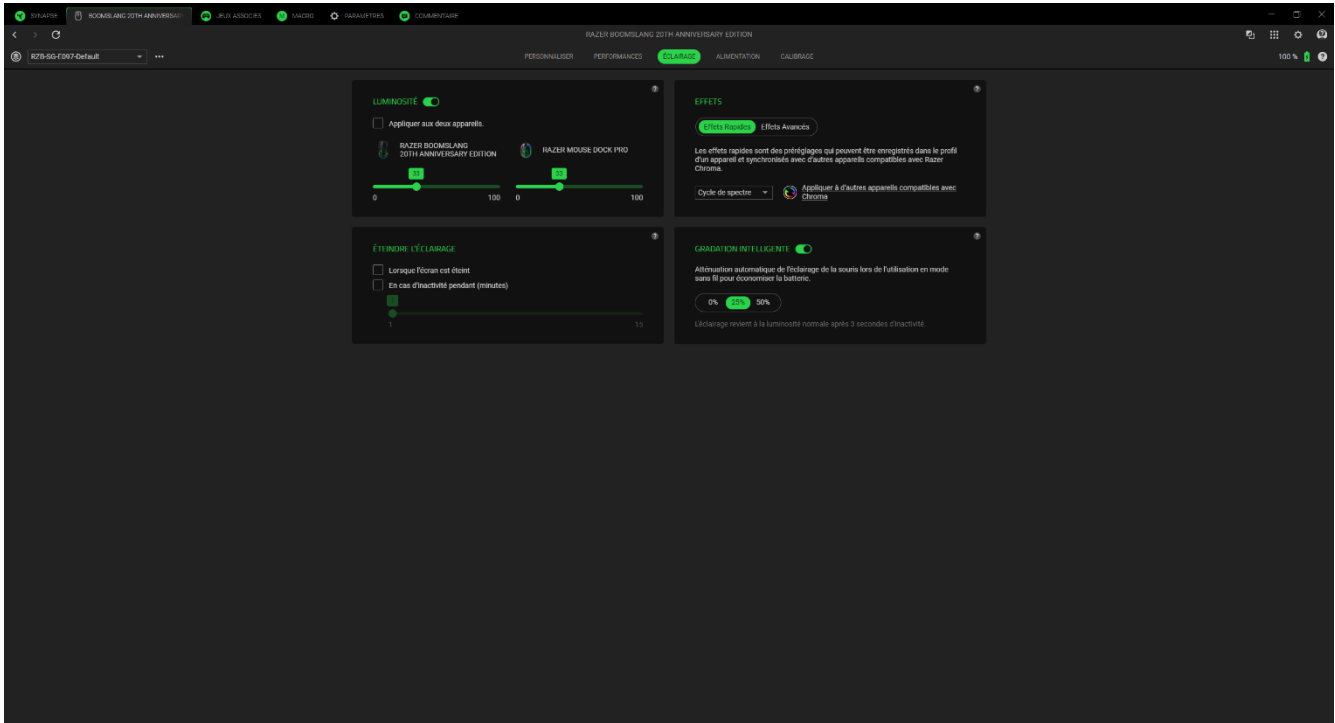 SYNAPSE
BOOMSLANG 20TH ANNIVERSARY
JEUX ASSOCIÉS
MACRO
PARAMÈTRES
COMMENTAIRE
RAZER BOOMSLANG 20TH ANNIVERSARY EDITION
RZB-SG-F097-Default
PERSONNALISER
PERFORMANCES
ÉCLAIRAGE
ALIMENTATION
CALIBRAGE
100 %
LUMINOSITÉ
Appliquer aux deux appareils.
RAZER BOOMSLANG
20TH ANNIVERSARY EDITION
RAZER MOUSE DOCK PRO
33
33
0
100
0
100
EFFETS
Effets Rapides
Effets Avancés
Les effets rapides sont des préréglages qui peuvent être enregistrés dans le profil
d'un appareil et synchronisés avec d'autres appareils compatibles avec Razer
Chroma.
Cycle de spectre
Appliquer à d'autres appareils compatibles avec
Chroma
ÉTEINDRE L'ÉCLAIRAGE
Lorsque l'écran est éteint
En cas d'inactivité pendant (minutes)
1
15
GRADATION INTELLIGENTE
Atténuation automatique de l'éclairage de la souris lors de l'utilisation en mode
sans fil pour économiser la batterie.
0%
25%
50%
L'éclairage revient à la luminosité normale après 3 secondes d'inactivité.